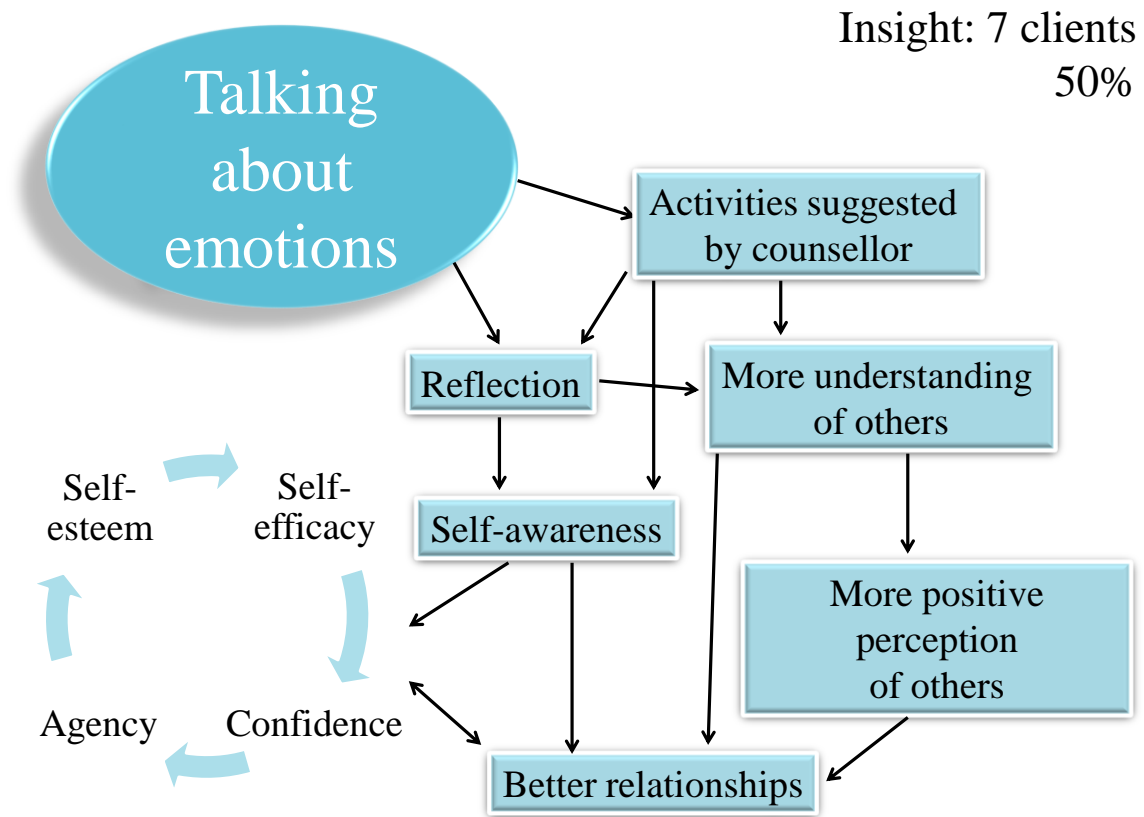 Insight: 7 clients
50%
Talking
about
emotions
Activities suggested
by counsellor
Reflection
More understanding
of others
Self-
esteem
Self-
efficacy
Self-awareness
More positive
perception
of others
Agency
Confidence
Better relationships